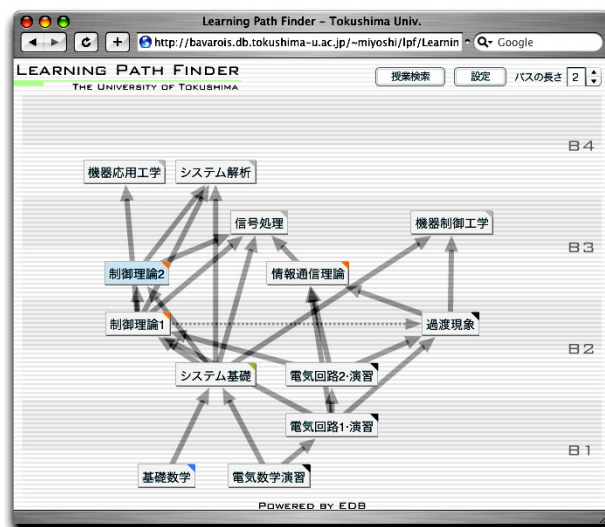 Learning Path Finder - Tokushima Univ.
http://bavarois.db.tokushima-u.ac.jp/~miyoshi/lpf/Learnin
Google
LEARNING PATH FINDER
THE UNIVERSITY OF TOKUSHIMA
授業検索
設定
パスの長さ 2
B4
機器応用工学
システム解析
信号処理
機器制御工学
B3
制御理論2
情報通信理論
制御理論1
過渡現象
B2
システム基礎
電気回路2・演習
電気回路1・演習
B1
基礎数学
電気数学演習
POWERED BY EDB